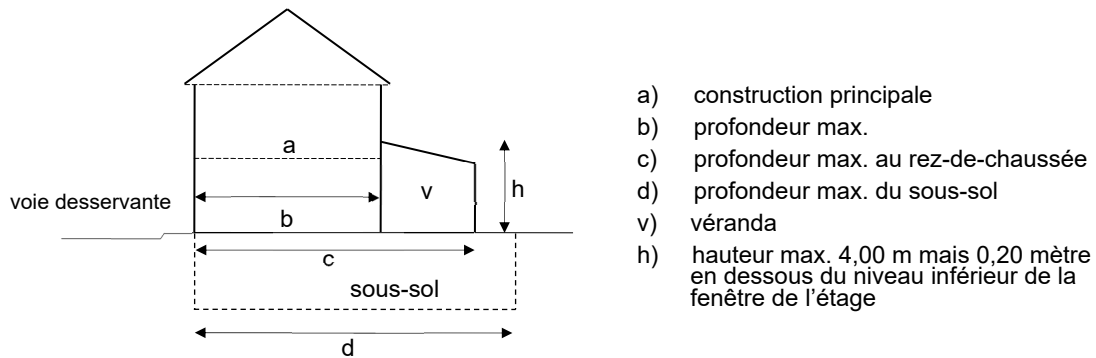 a
voie desservante
v
h
b
c
sous-sol
d
a) construction principale
b) profondeur max.
c) profondeur max. au rez-de-chaussée
d) profondeur max. du sous-sol
v) véranda
h) hauteur max. 4,00 m mais 0,20 mètre
en dessous du niveau inférieur de la
fenêtre de l’étage